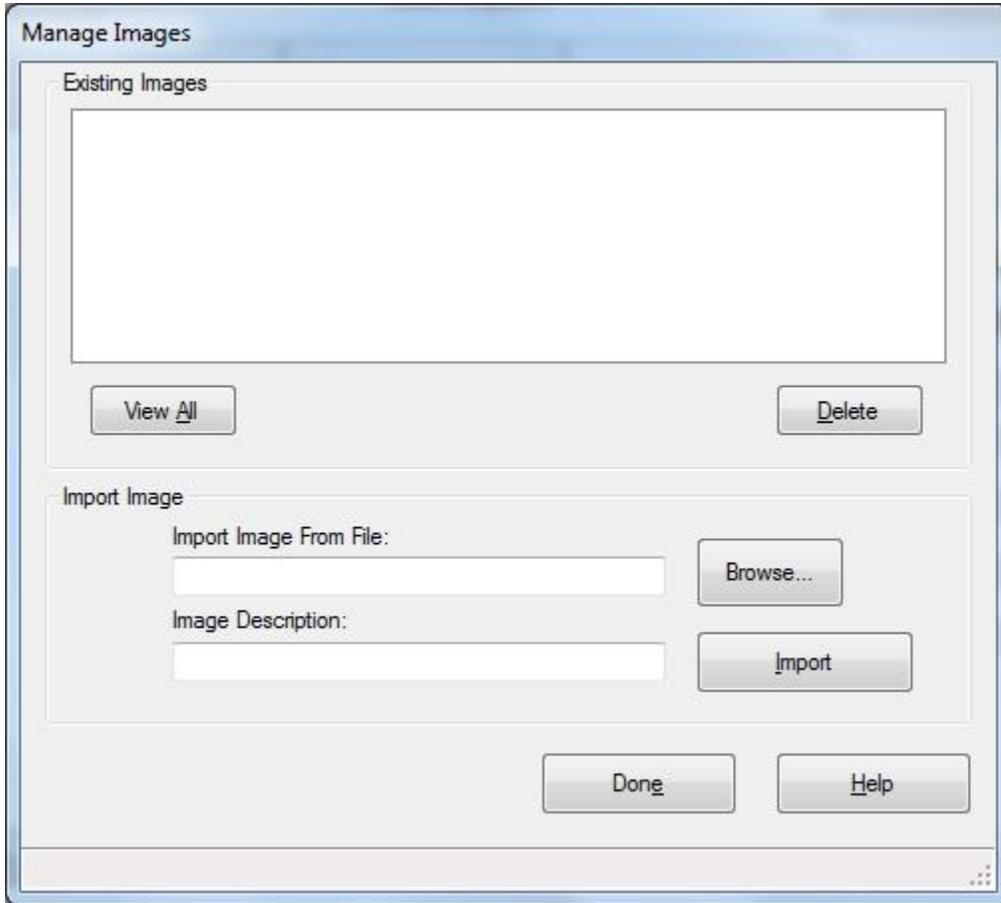 Manage Images
Existing Images
View All
Delete
Import Image
Import Image From File:
Browse...
Image Description:
Import
Done
Help